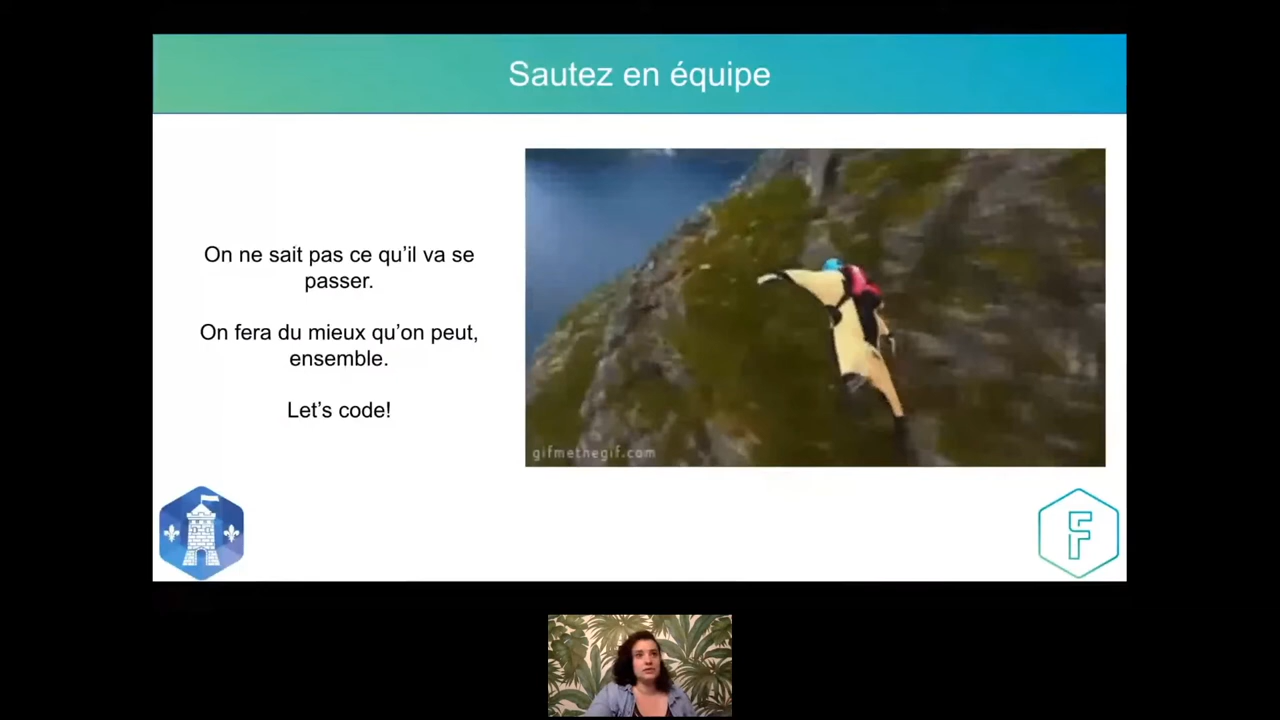 Sautez en équipe
On ne sait pas ce qu'il va se
passer.
On fera du mieux qu'on peut,
ensemble.
Let's code!
gifmethegif.com
F